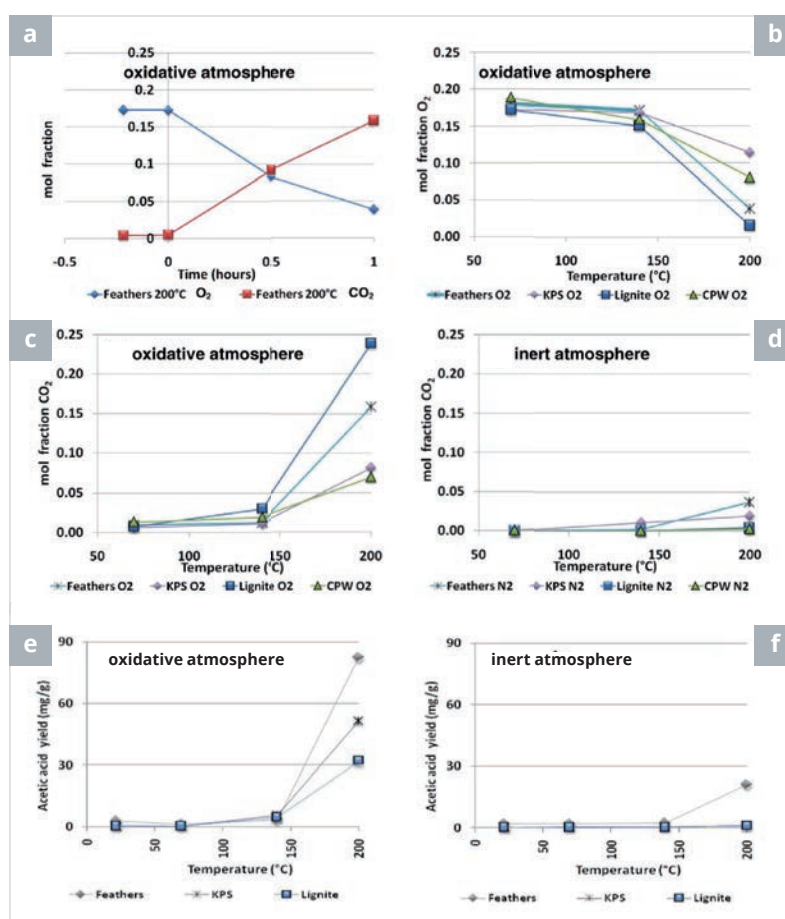 a
oxidative atmosphere
mol fraction
0.25
0.2
0.15
0.1
0.05
0
-0.5
0
0.5
1
Time (hours)
Feathers 200°C O₂
Feathers 200°C CO₂
b
oxidative atmosphere
mol fraction O₂
0.25
0.20
0.15
0.10
0.05
0.00
50
100
150
200
Temperature (°C)
Feathers O2
KPS O2
Lignite O2
CPW O2
c
oxidative atmosphere
mol fraction CO₂
0.25
0.20
0.15
0.10
0.05
0.00
50
100
150
200
Temperature (°C)
Feathers O2
KPS O2
Lignite O2
CPW O2
d
inert atmosphere
mol fraction CO₂
0.25
0.20
0.15
0.10
0.05
0.00
50
100
150
200
Temperature (°C)
Feathers N2
KPS N2
Lignite N2
CPW N2
e
oxidative atmosphere
Acetic acid yield (mg/g)
90
60
30
0
0
50
100
150
200
Temperature (°C)
Feathers
KPS
Lignite
f
inert atmosphere
Acetic acid yield (mg/g)
90
60
30
0
0
50
100
150
200
Temperature (°C)
Feathers
KPS
Lignite